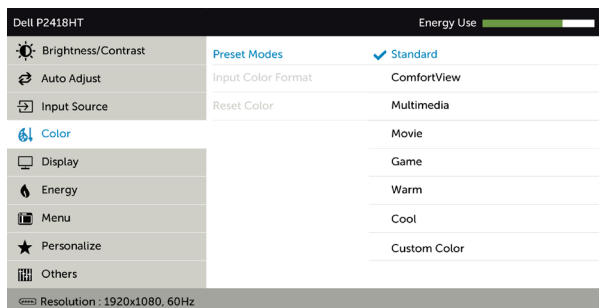 Dell P2418HT
Energy Use
Brightness/Contrast
Auto Adjust
Input Source
Color
Display
Energy
Menu
Personalize
Others
Preset Modes
Input Color Format
Reset Color
Standard
ComfortView
Multimedia
Movie
Game
Warm
Cool
Custom Color
Resolution : 1920x1080, 60Hz